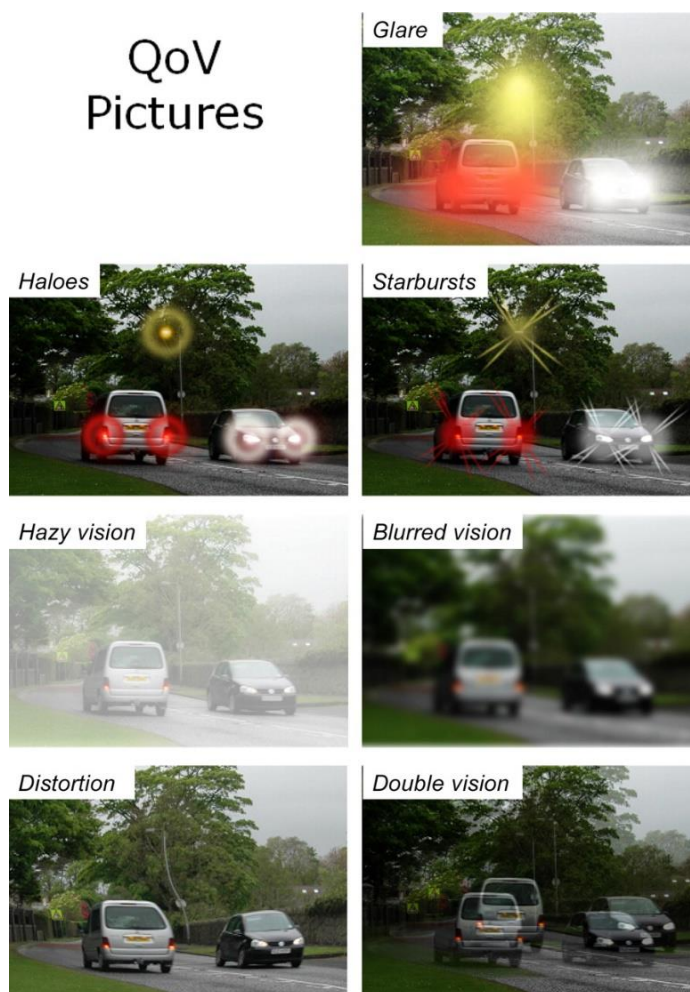 QoV
Pictures
Glare
Haloes
Starbursts
Hazy vision
Blurred vision
Distortion
Double vision